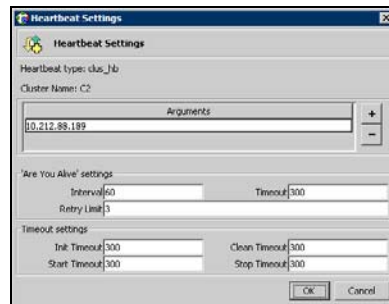 Heartbeat Settings
Heartbeat Settings
Heartbeat type: clus_hb
Cluster Name: C2
Arguments
10.212.88.189
+
-
'Are You Alive' settings
Interval 60 Timeout 300
Retry Limit 3
Timeout settings
Init Timeout 300 Clean Timeout 300
Start Timeout 300 Stop Timeout 300
OK Cancel